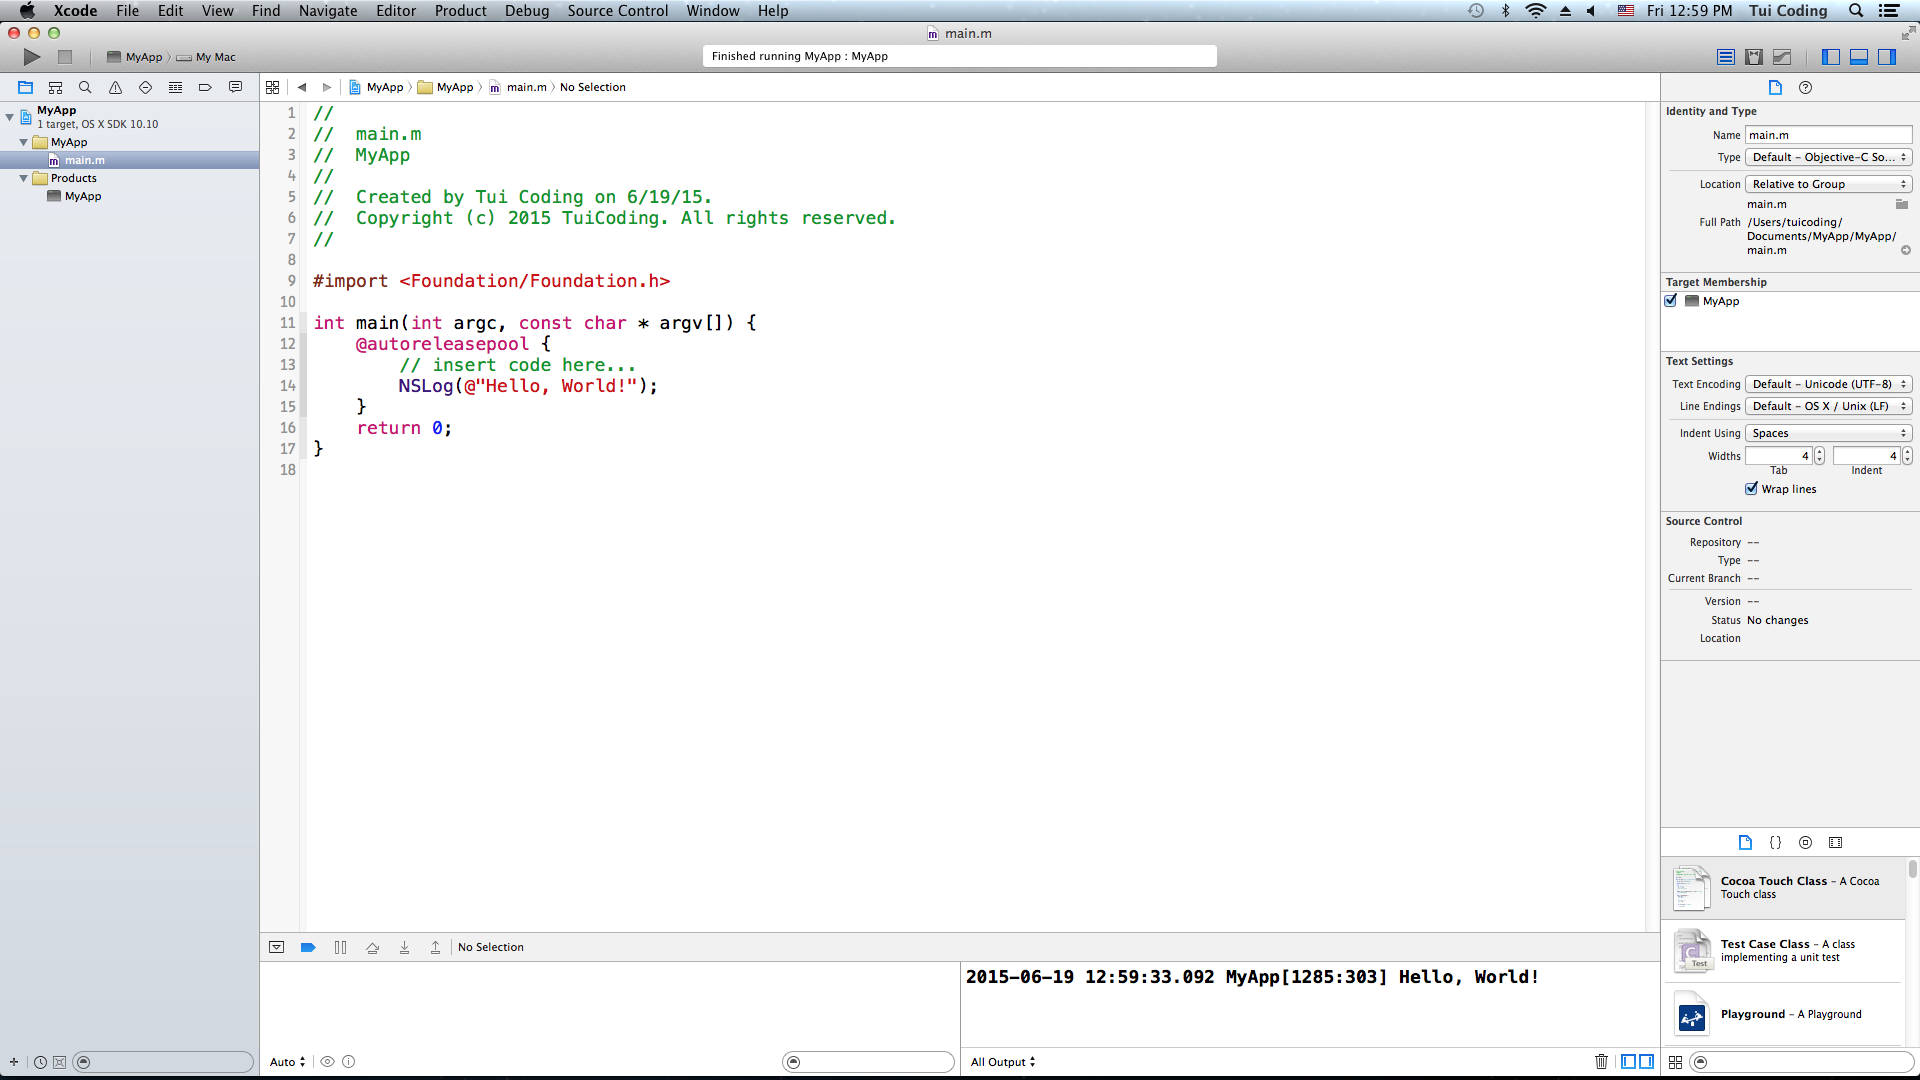 Xcode File Edit View Find Navigate Editor Product Debug Source Control Window Help Fri 12:59 PM Tui Coding
main.m
MyApp My Mac Finished running MyApp : MyApp
MyApp MyApp main.m No Selection
MyApp
1 target, OS X SDK 10.10
MyApp
main.m
Products
MyApp
1 //
2 // main.m
3 // MyApp
4 //
5 // Created by Tui Coding on 6/19/15.
6 // Copyright (c) 2015 TuiCoding. All rights reserved.
7 //
8
9 #import <Foundation/Foundation.h>
10
11 int main(int argc, const char * argv[]) {
12 @autoreleasepool {
13 // insert code here...
14 NSLog(@"Hello, World!");
15 }
16 return 0;
17 }
18
No Selection
2015-06-19 12:59:33.092 MyApp[1285:303] Hello, World!
Auto
All Output
Identity and Type
Name main.m
Type Default - Objective-C So...
Location Relative to Group
main.m
Full Path /Users/tuicoding/
Documents/MyApp/MyApp/
main.m
Target Membership
MyApp
Text Settings
Text Encoding Default - Unicode (UTF-8)
Line Endings Default - OS X / Unix (LF)
Indent Using Spaces
Widths 4 4
Tab Indent
Wrap lines
Source Control
Repository --
Type --
Current Branch --
Version --
Status No changes
Location
{}
Cocoa Touch Class - A Cocoa
Touch class
Test Case Class - A class
implementing a unit test
Test
Playground - A Playground